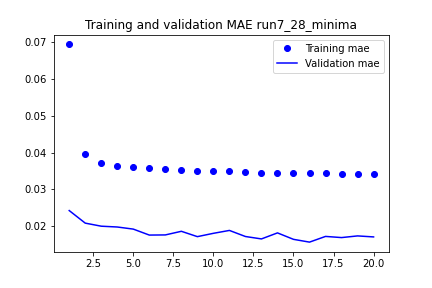 Training and validation MAE run7_28_minima
Training mae
Validation mae
0.07
0.06
0.05
0.04
0.03
0.02
2.5 5.0 7.5 10.0 12.5 15.0 17.5 20.0